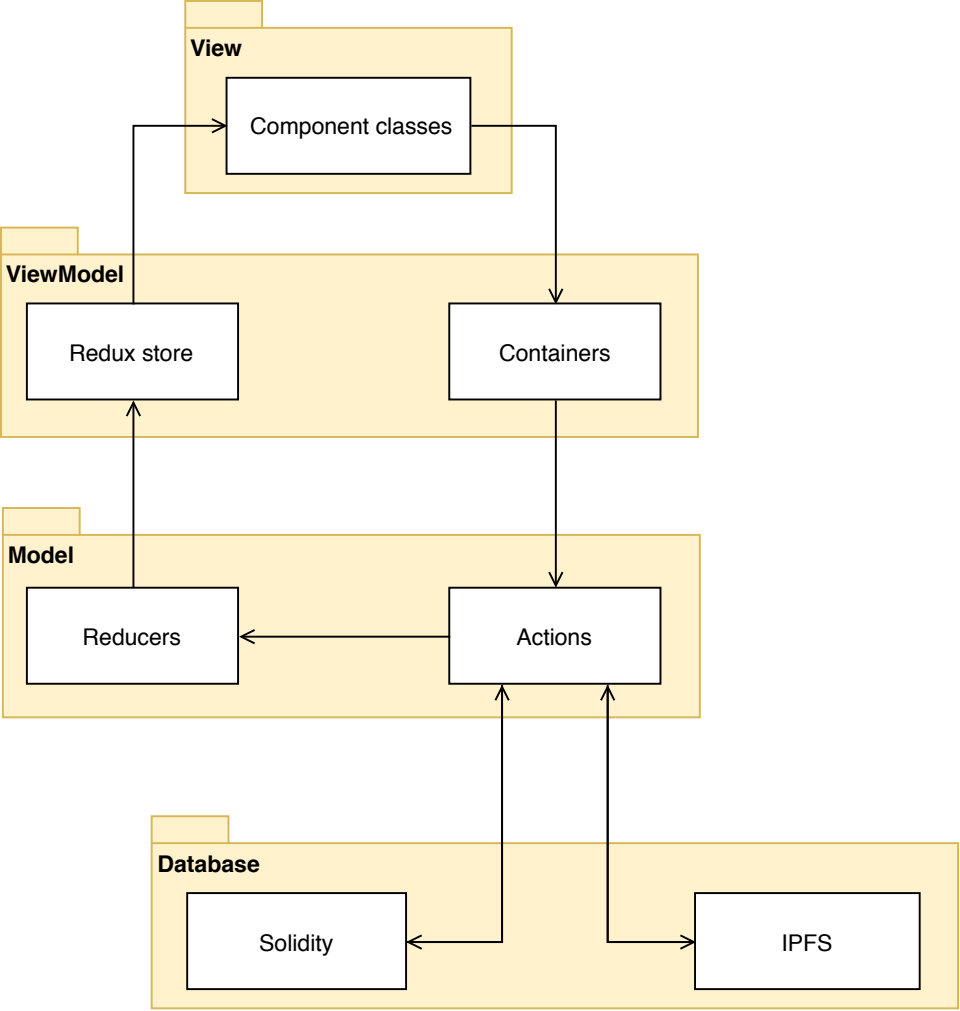 View
Component classes
ViewModel
Redux store
Containers
Model
Reducers
Actions
Database
Solidity
IPFS